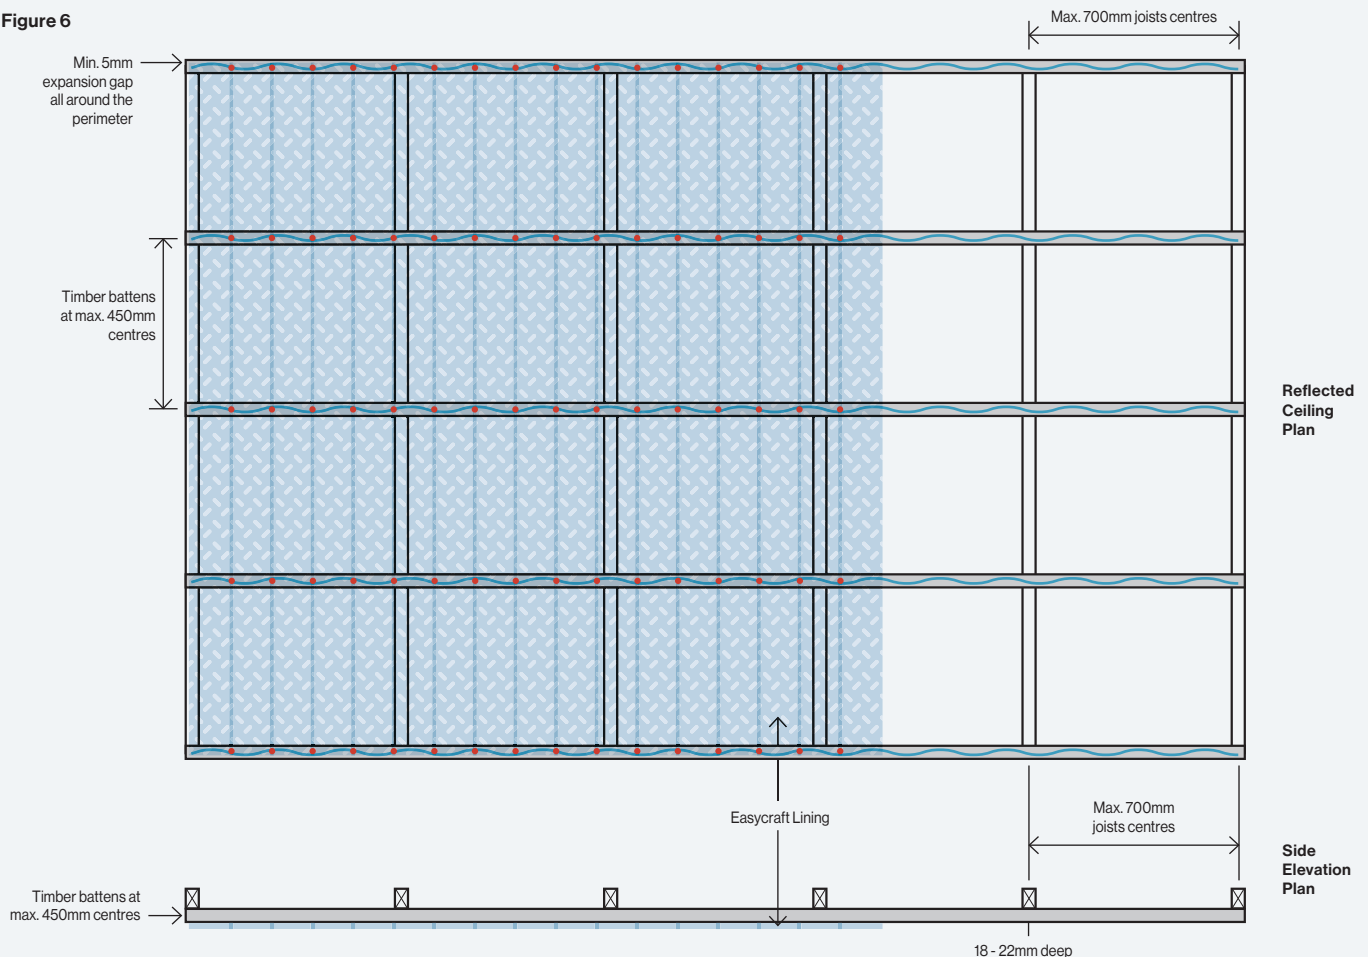 Figure 6
Max. 700mm joists centres
Min. 5mm
expansion gap
all around the
perimeter
Timber battens
at max. 450mm
centres
Reflected
Ceiling
Plan
Easycraft Lining
Max. 700mm
joists centres
Side
Elevation
Plan
Timber battens at
max. 450mm centres
18 - 22mm deep